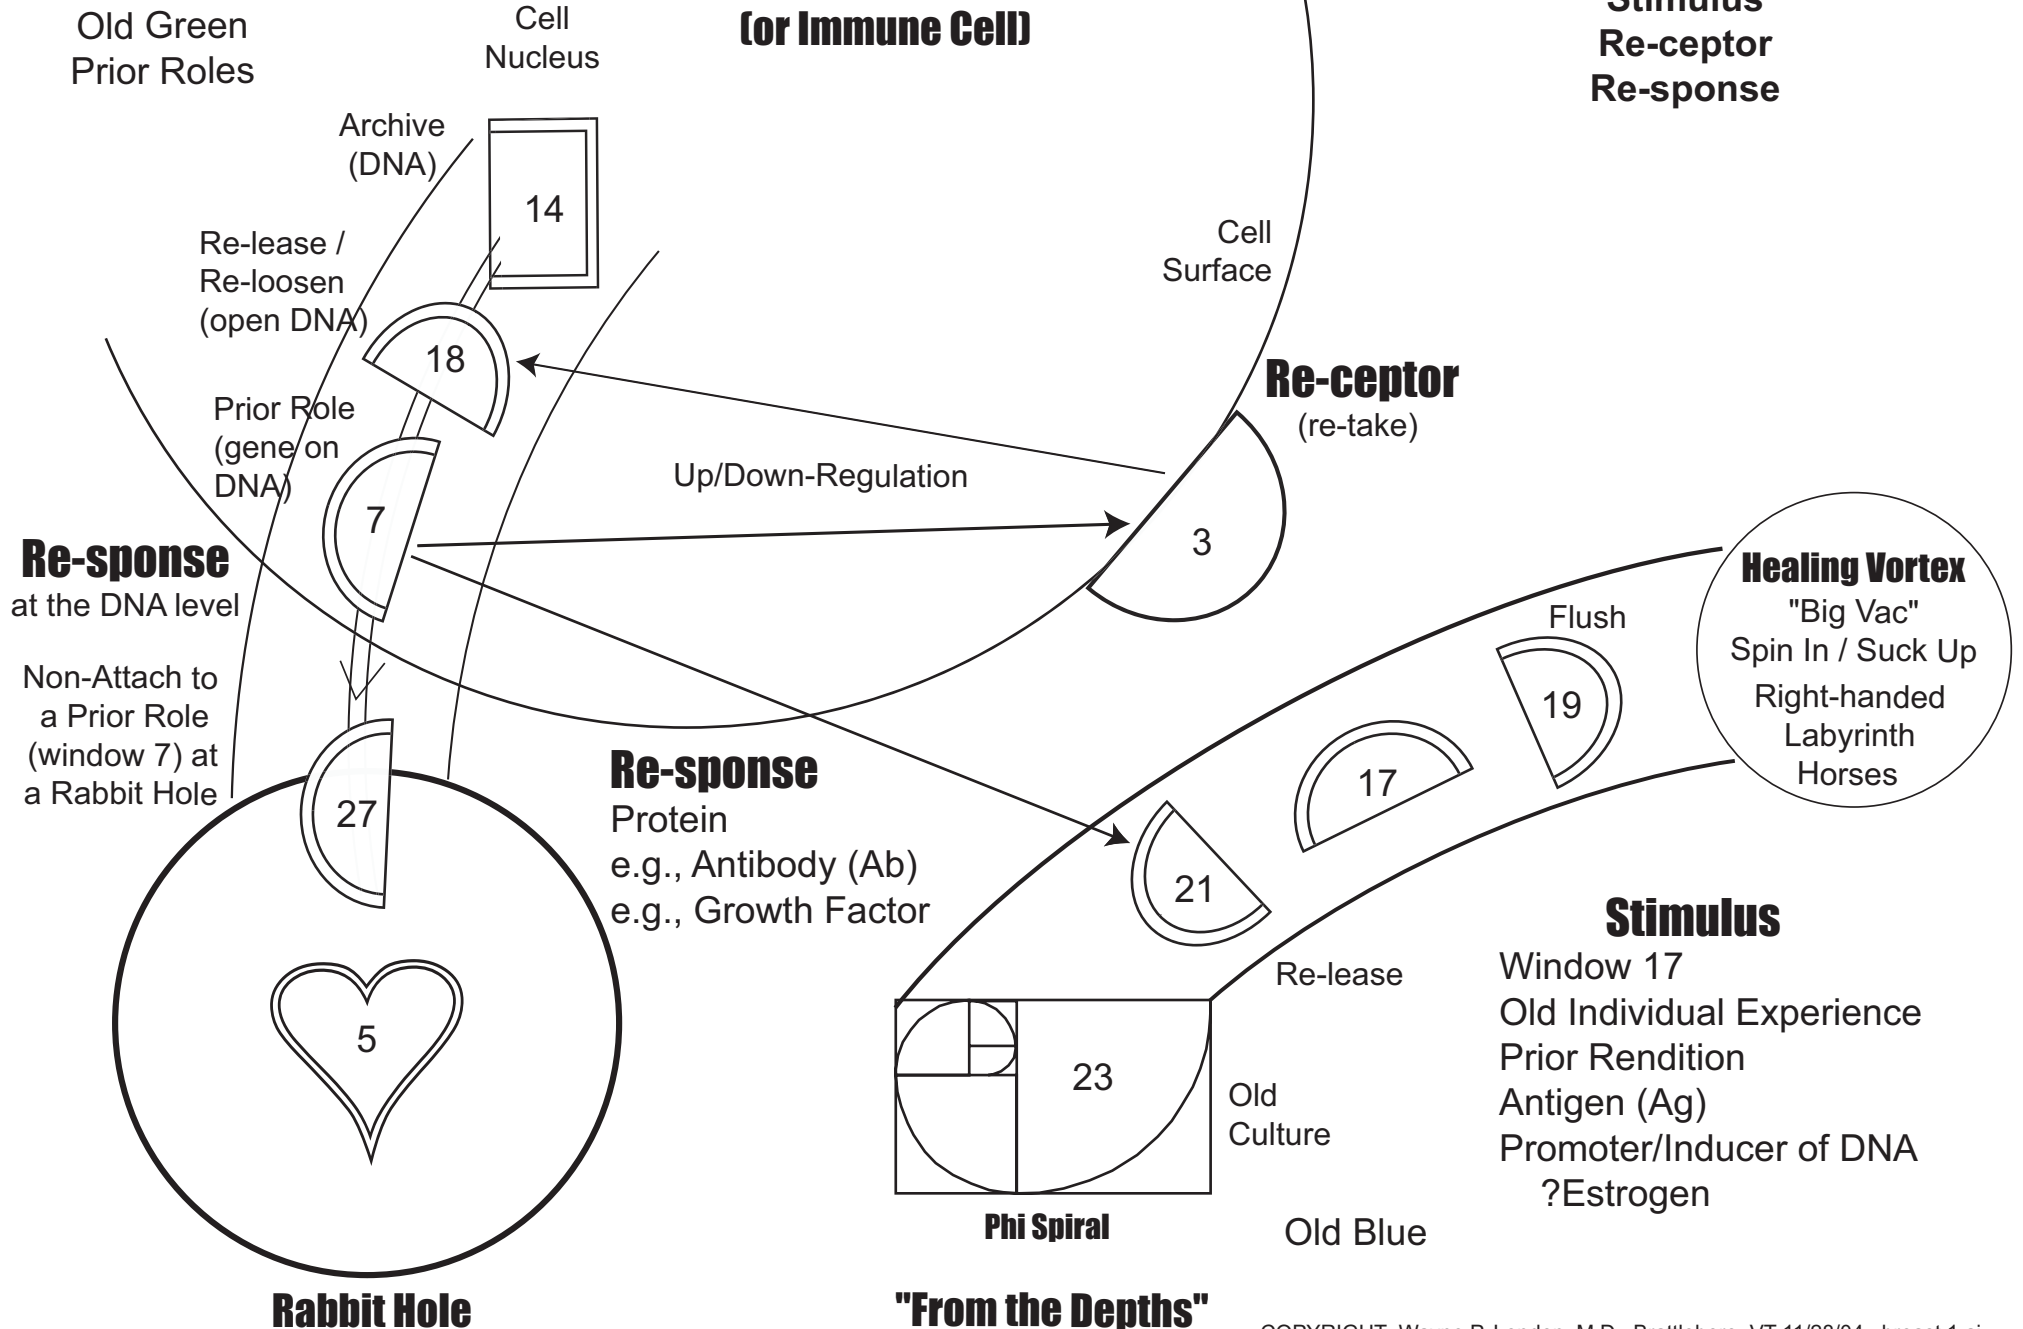 Old Green
Prior Roles
Cell
Nucleus
(or Immune Cell)
Stimulus
Re-ceptor
Re-sponse
Archive
(DNA)
14
Re-lease /
Re-loosen
(open DNA)
18
Cell
Surface
Re-ceptor
(re-take)
Prior Role
(gene on
DNA)
7
Up/Down-Regulation
3
Re-sponse
at the DNA level
Non-Attach to
a Prior Role
(window 7) at
a Rabbit Hole
27
Healing Vortex
"Big Vac"
Spin In / Suck Up
Right-handed
Labyrinth
Horses
Flush
19
17
21
Re-lease
Re-sponse
Protein
e.g., Antibody (Ab)
e.g., Growth Factor
Stimulus
Window 17
Old Individual Experience
Prior Rendition
Antigen (Ag)
Promoter/Inducer of DNA
?Estrogen
5
23
Old
Culture
Phi Spiral
Old Blue
Rabbit Hole
"From the Depths"